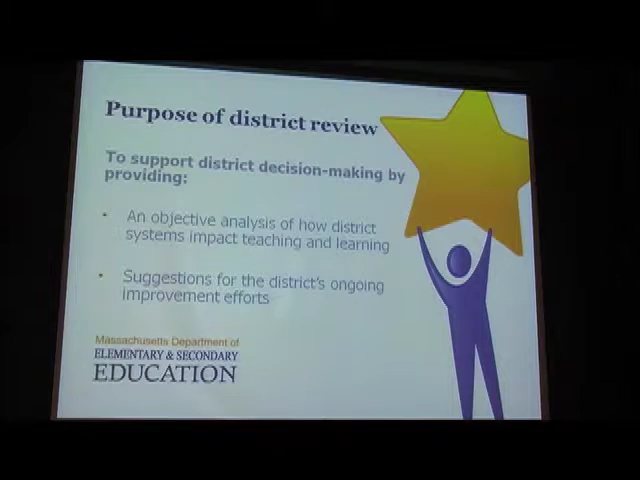 Purpose of district review
To support district decision-making by
providing:
• An objective analysis of how district
systems impact teaching and learning
• Suggestions for the district's ongoing
improvement efforts
Massachusetts Department of
ELEMENTARY & SECONDARY
EDUCATION